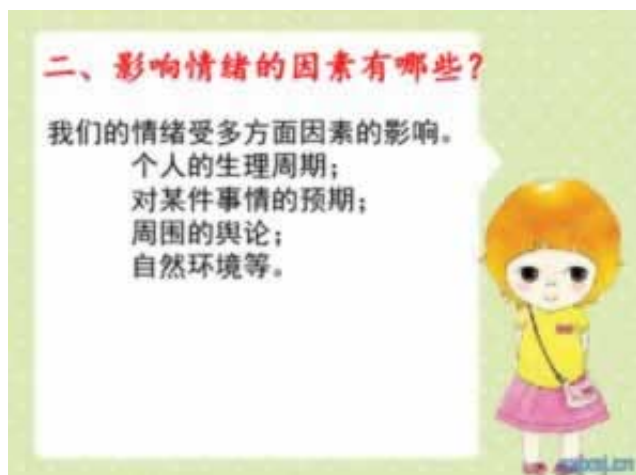 二、影响情绪的因素有哪些?
我们的情绪受多方面因素的影响。
个人的生理周期;
对某件事情的预期;
周围的舆论;
自然环境等。